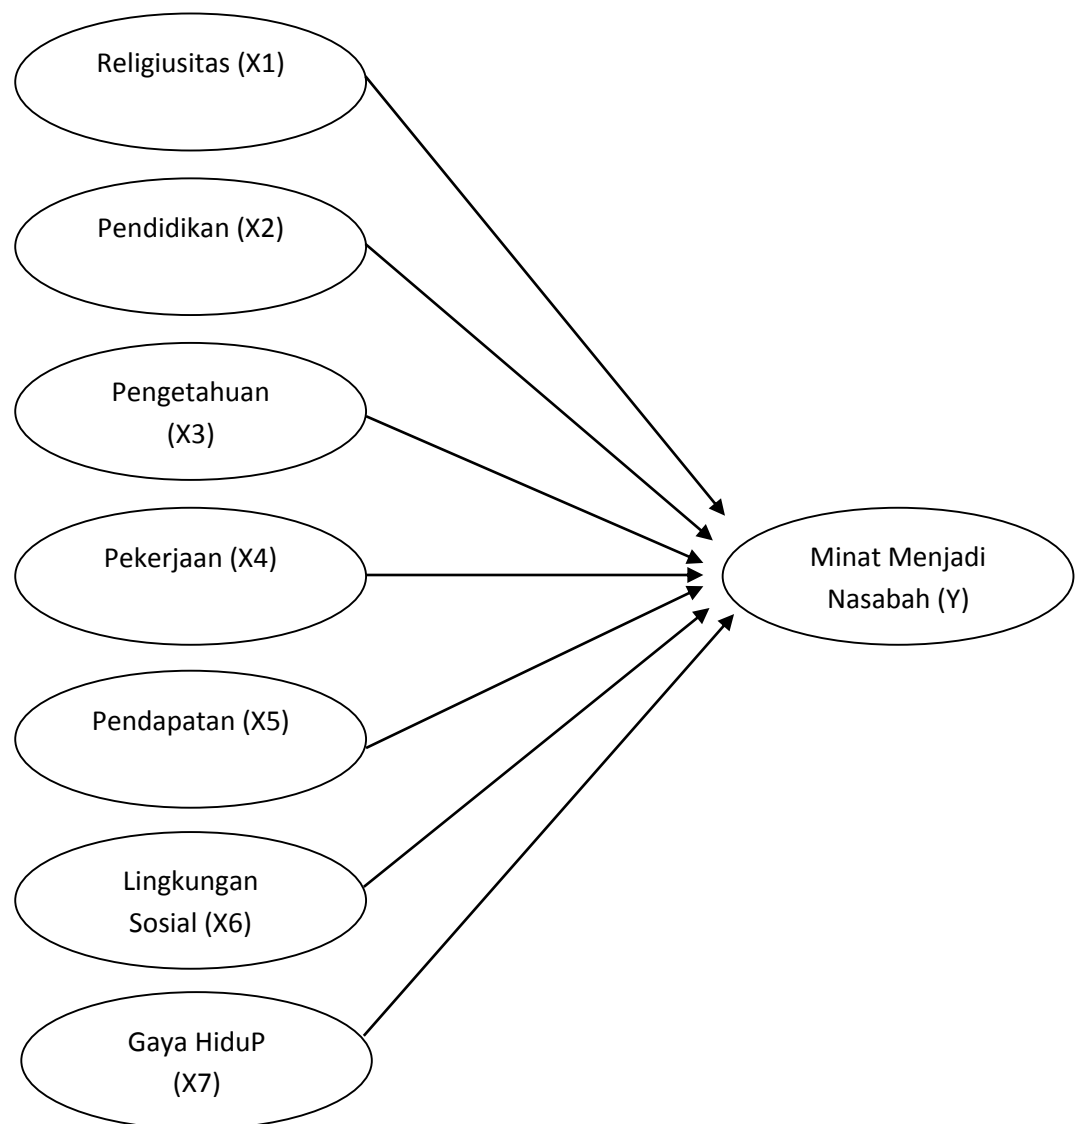 Religiusitas (X1)
Pendidikan (X2)
Pengetahuan
(X3)
Pekerjaan (X4)
Minat Menjadi
Nasabah (Y)
Pendapatan (X5)
Lingkungan
Sosial (X6)
Gaya HiduP
(X7)